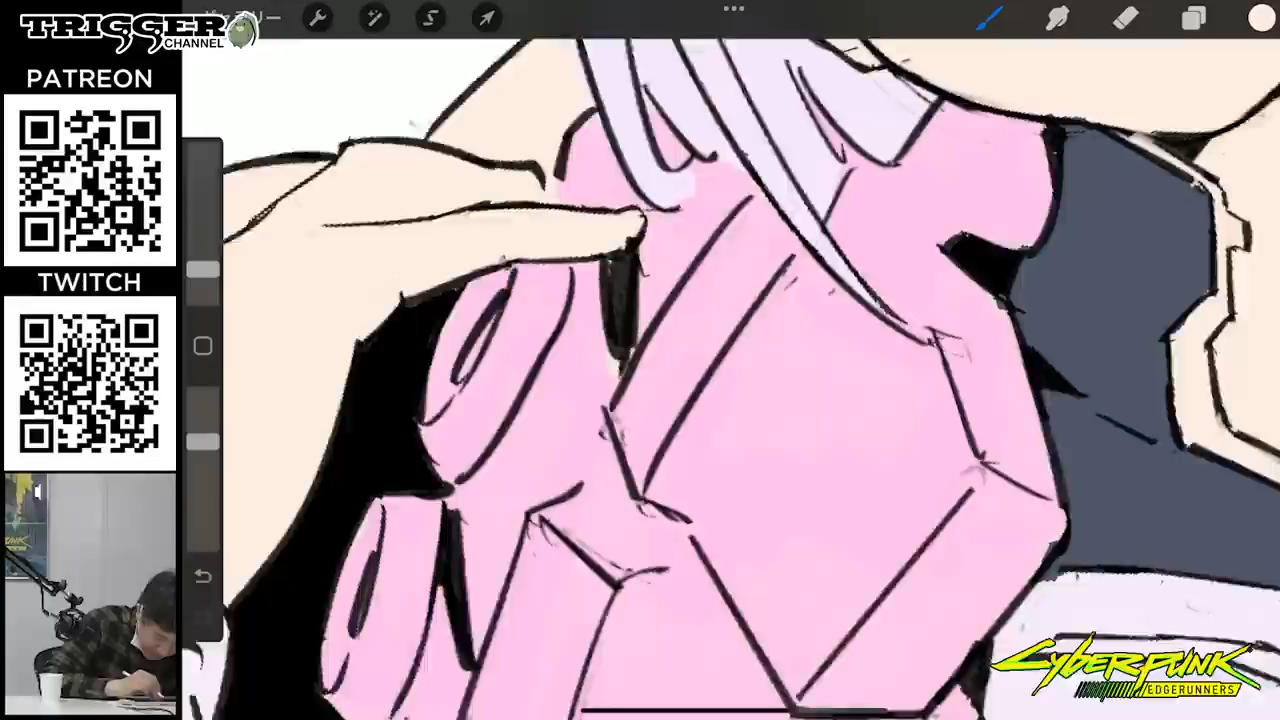 TRIGGER
CHANNEL
PATREON
TWITCH
CYBERPUNK
EDGERUNNERS